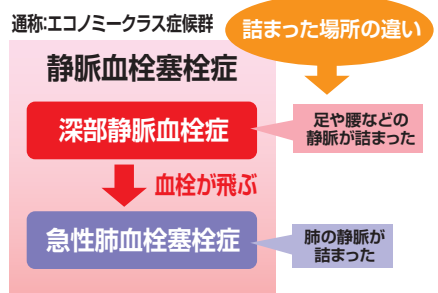 通称:エコノミークラス症候群
詰まった場所の違い
静脈血栓塞栓症
深部静脈血栓症
足や腰などの
静脈が詰まった
血栓が飛ぶ
急性肺血栓塞栓症
肺の静脈が
詰まった